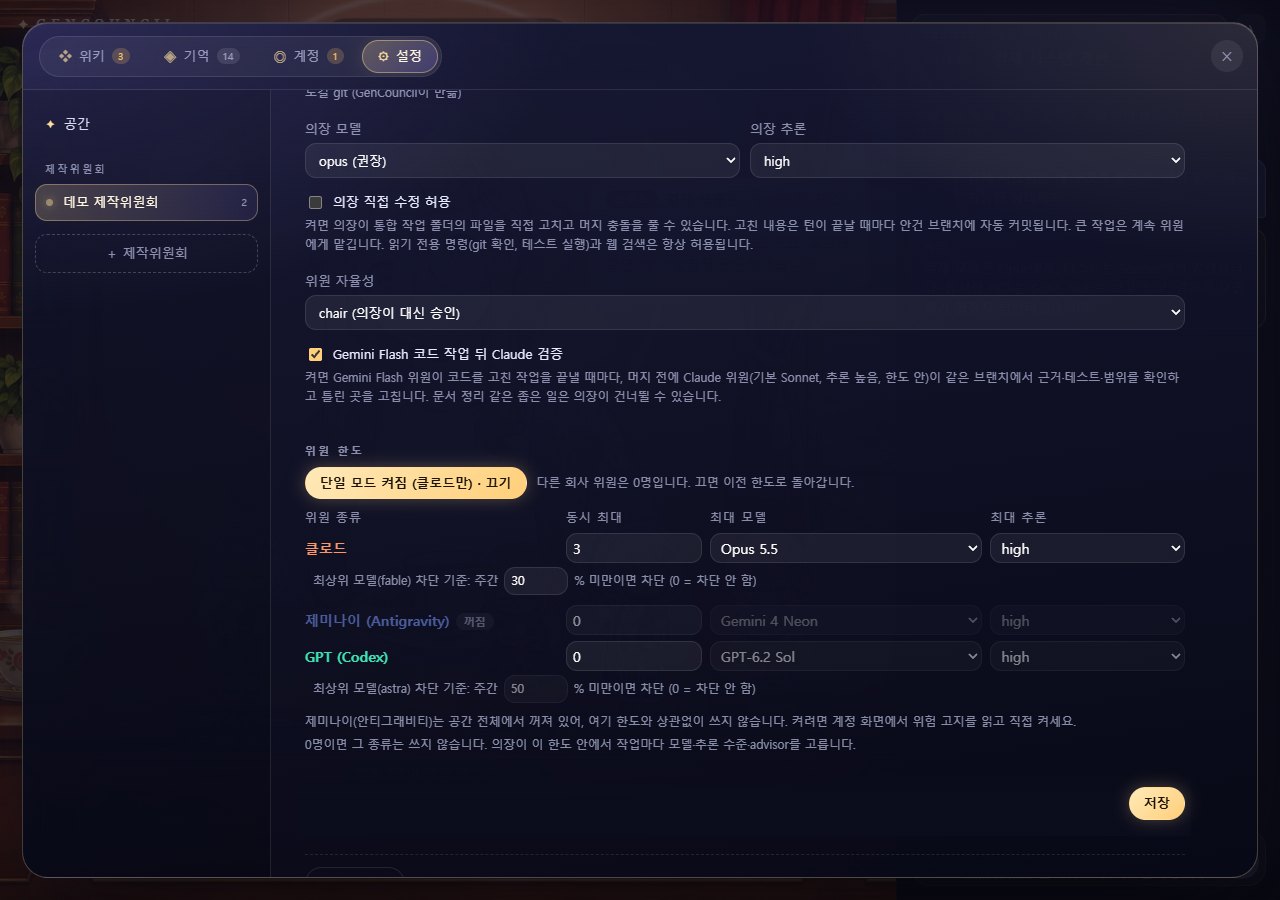 GENCOUNCIL
위키 3
기억 14
계정 1
설정
공간
제작위원회
데모 제작위원회 2
+ 제작위원회
로컬 git (GenCouncil이 만듦)
의장 모델
의장 추론
opus (권장)
high
의장 직접 수정 허용
켜면 의장이 통합 작업 폴더의 파일을 직접 고치고 머지 충돌을 풀 수 있습니다. 고친 내용은 턴이 끝날 때마다 안건 브랜치에 자동 커밋됩니다. 큰 작업은 계속 위원
에게 맡깁니다. 읽기 전용 명령(git 확인, 테스트 실행)과 웹 검색은 항상 허용됩니다.
위원 자율성
chair (의장이 대신 승인)
Gemini Flash 코드 작업 뒤 Claude 검증
켜면 Gemini Flash 위원이 코드를 고친 작업을 끝낼 때마다, 머지 전에 Claude 위원(기본 Sonnet, 추론 높음, 한도 안)이 같은 브랜치에서 근거·테스트·범위를 확인하
고 틀린 곳을 고칩니다. 문서 정리 같은 좁은 일은 의장이 건너뛸 수 있습니다.
위원 한도
단일 모드 켜짐 (클로드만) · 끄기
다른 회사 위원은 0명입니다. 끄면 이전 한도로 돌아갑니다.
위원 종류 동시 최대 최대 모델 최대 추론
클로드 3 Opus 5.5 high
최상위 모델(fable) 차단 기준: 주간 30 % 미만이면 차단 (0 = 차단 안 함)
제미나이 (Antigravity) 꺼짐 0 Gemini 4 Neon high
GPT (Codex) 0 GPT-6.2 Sol high
최상위 모델(astra) 차단 기준: 주간 50 % 미만이면 차단 (0 = 차단 안 함)
제미나이(안티그래비티)는 공간 전체에서 꺼져 있어, 여기 한도와 상관없이 쓰지 않습니다. 켜려면 계정 화면에서 위험 고지를 읽고 직접 켜세요.
0명이면 그 종류는 쓰지 않습니다. 의장이 이 한도 안에서 작업마다 모델·추론 수준·advisor를 고릅니다.
저장